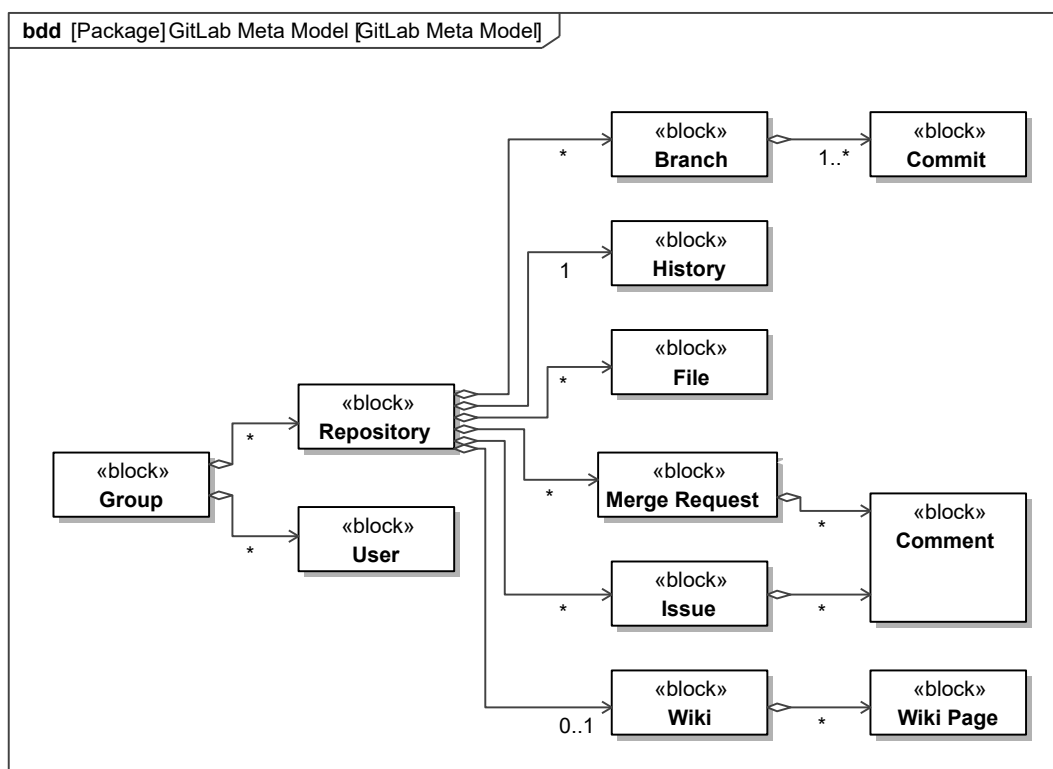 bdd [Package] GitLab Meta Model [GitLab Meta Model]
«block»
Branch
*
«block»
Commit
1..*
«block»
History
1
«block»
File
*
«block»
Repository
*
«block»
Group
«block»
User
*
«block»
Merge Request
*
«block»
Comment
*
«block»
Issue
*
*
«block»
Wiki
0..1
«block»
Wiki Page
*